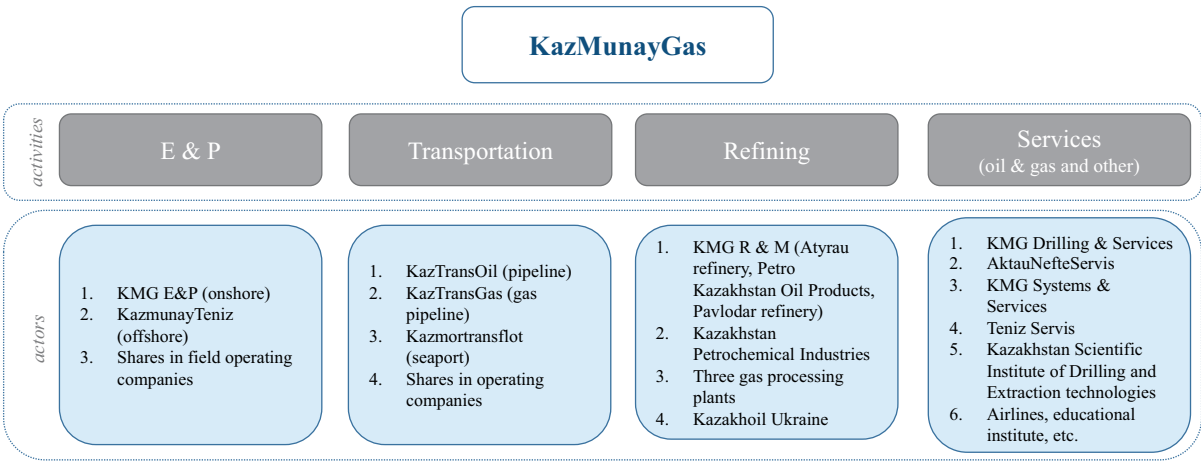 KazMunayGas
activities
E & P
Transportation
Refining
Services
(oil & gas and other)
actors
1. KMG E&P (onshore)
2. KazmunayTeniz
(offshore)
3. Shares in field operating
companies
1. KazTransOil (pipeline)
2. KazTransGas (gas
pipeline)
3. Kazmortransflot
(seaport)
4. Shares in operating
companies
1. KMG R & M (Atyrau
refinery, Petro
Kazakhstan Oil Products,
Pavlodar refinery)
2. Kazakhstan
Petrochemical Industries
3. Three gas processing
plants
4. Kazakhoil Ukraine
1. KMG Drilling & Services
2. AktauNefteServis
3. KMG Systems &
Services
4. Teniz Servis
5. Kazakhstan Scientific
Institute of Drilling and
Extraction technologies
6. Airlines, educational
institute, etc.